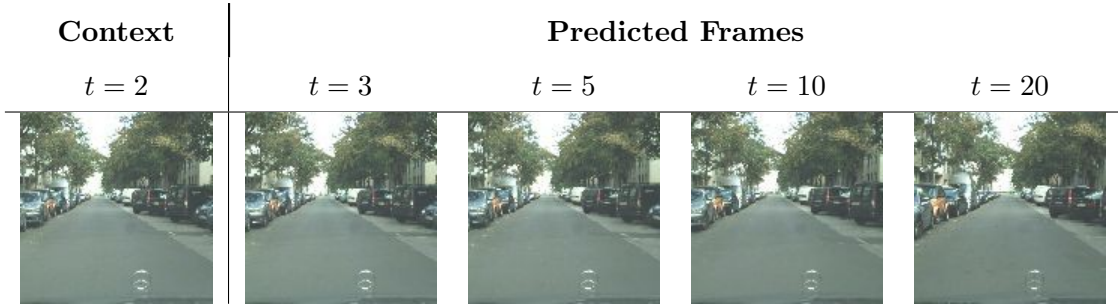 Context Predicted Frames
t = 2 t = 3 t = 5 t = 10 t = 20